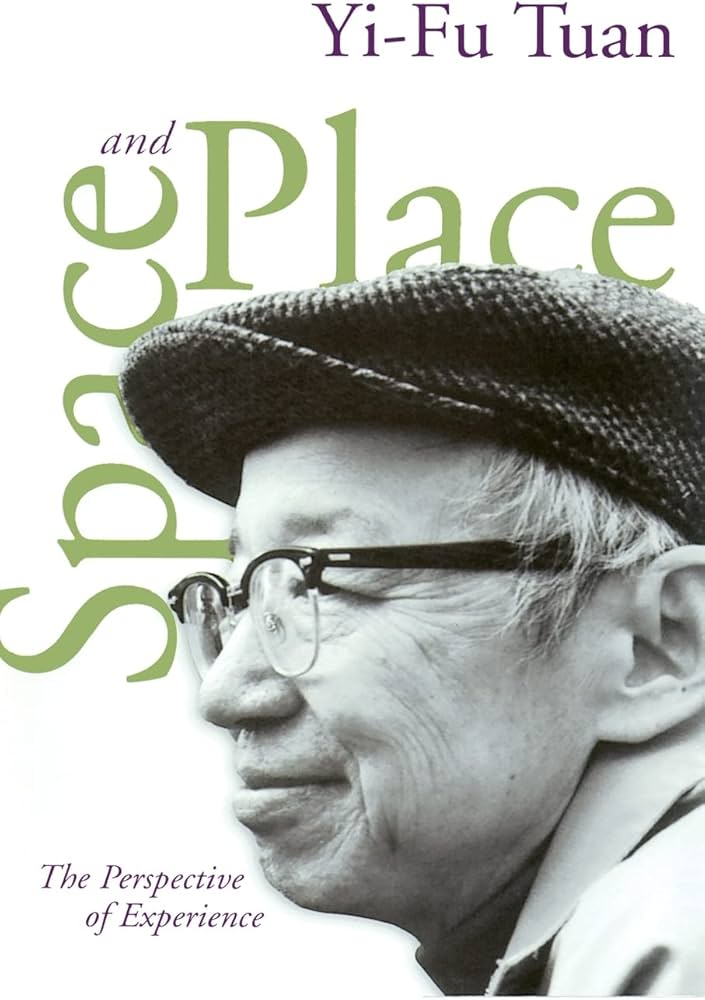 Yi-Fu Tuan
Space
and
Place
The Perspective
of Experience